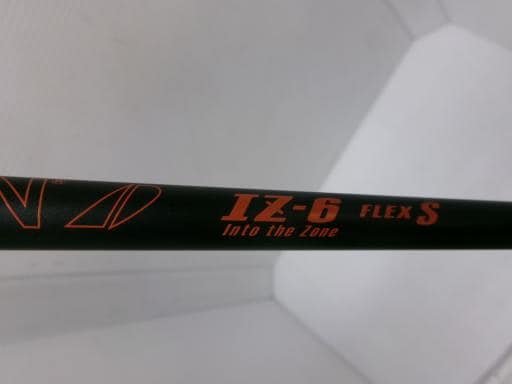 IZ-6 FLEX S
Into the Zone